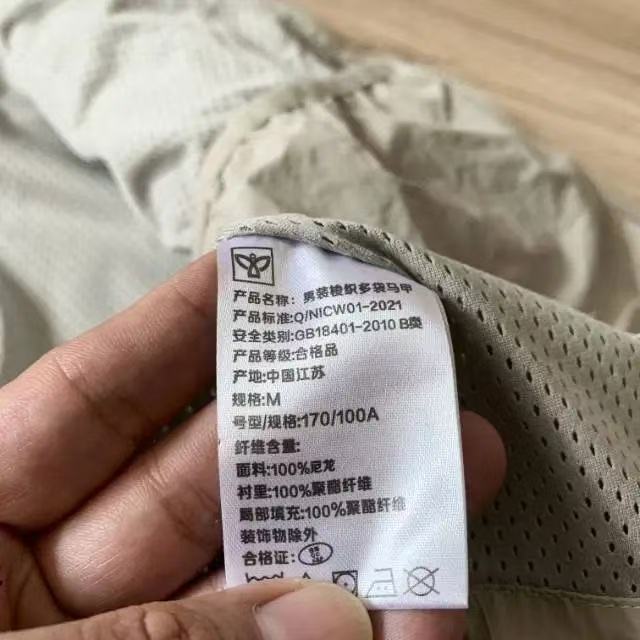 产品名称：男装梭织多袋马甲
产品标准:Q/NICW01-2021
安全类别:GB18401-2010 B类
产品等级:合格品
产地:中国江苏
规格:M
号型/规格:170/100A
纤维含量:
面料:100%尼龙
衬里:100%聚酯纤维
局部填充:100%聚酯纤维
装饰物除外
合格证: